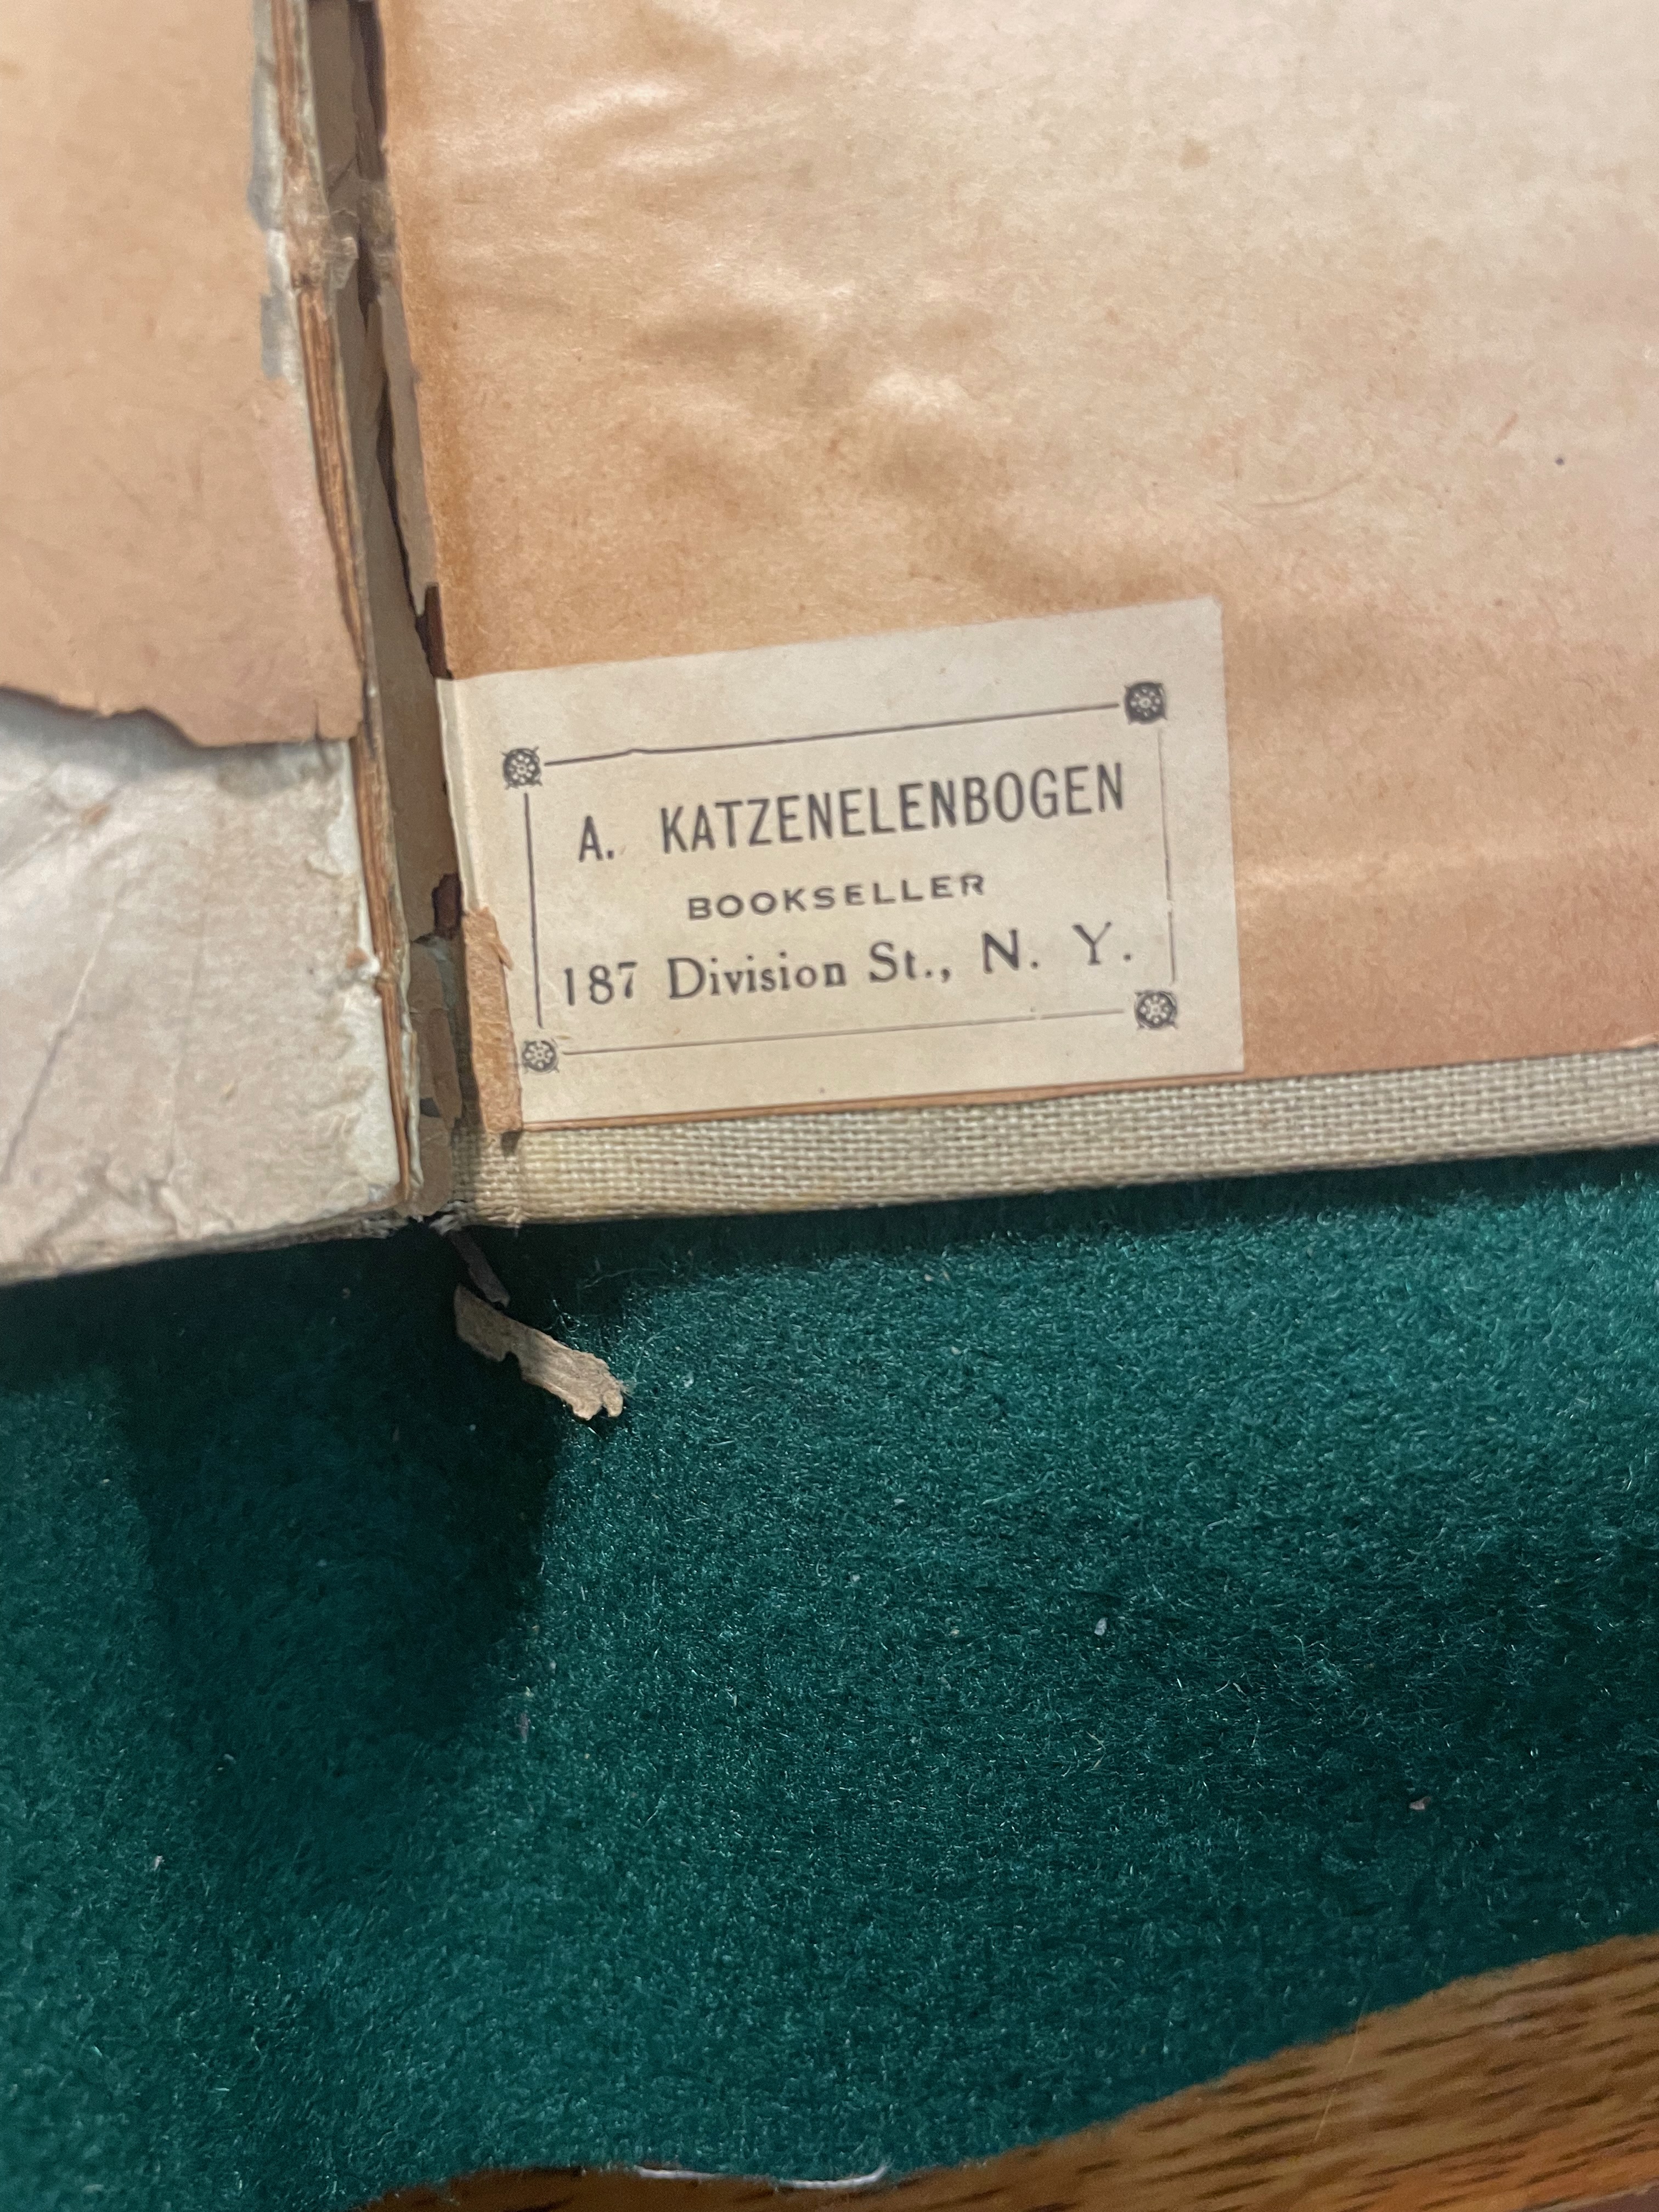 A. KATZENELENBOGEN
BOOKSELLER
187 Division St., N. Y.